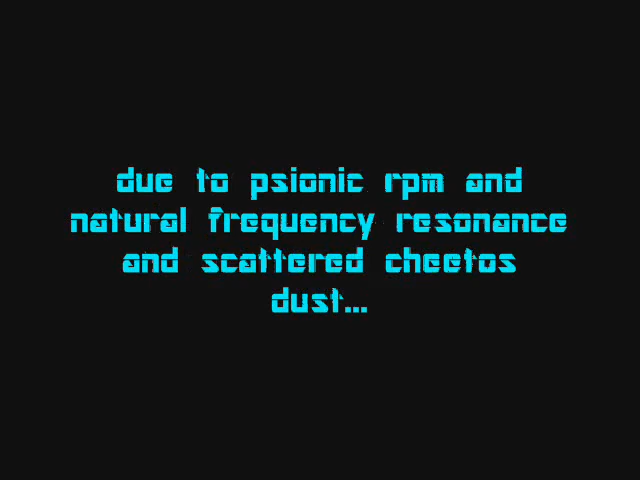 due to psionic rpm and
natural frequency resonance
and scattered cheetos
dust...